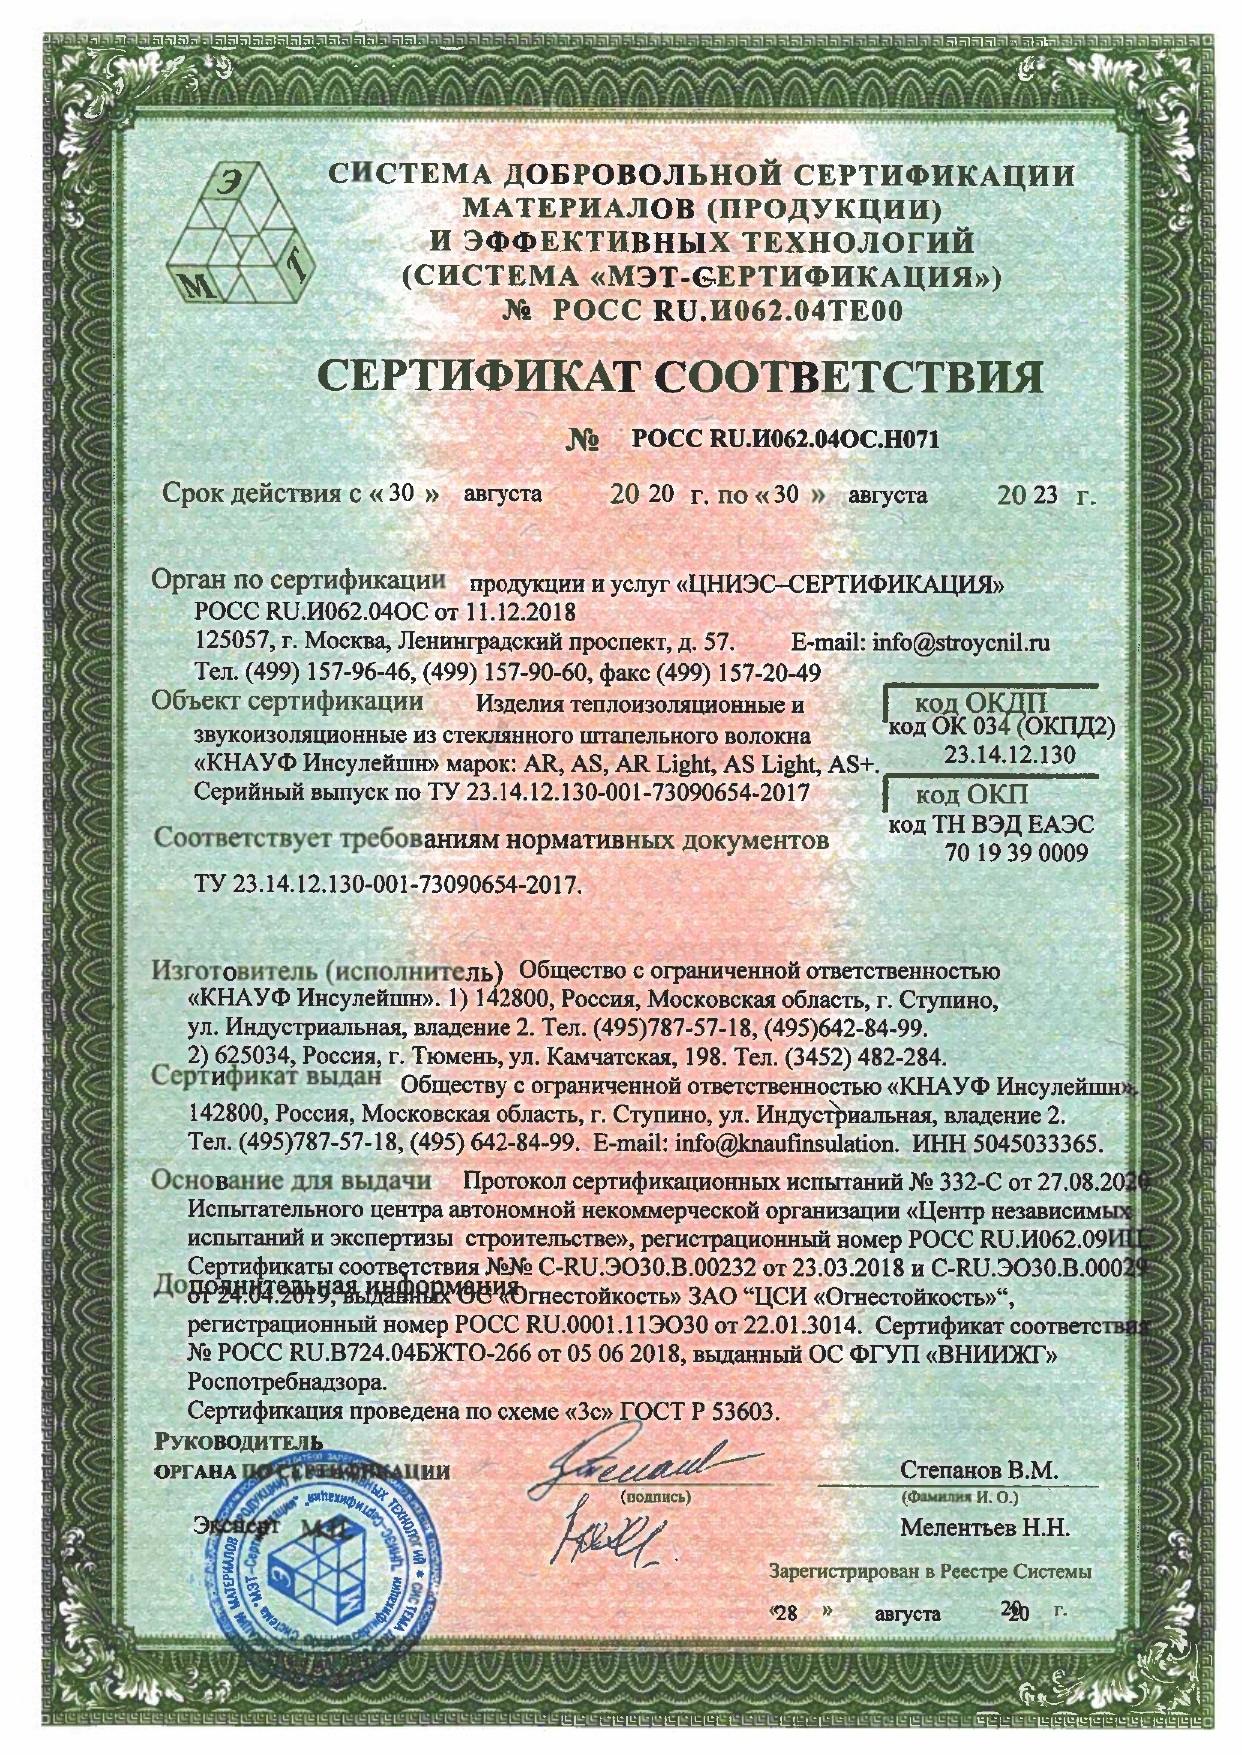 Э
М
Т
СИСТЕМА ДОБРОВОЛЬНОЙ СЕРТИФИКАЦИИ
МАТЕРИАЛОВ (ПРОДУКЦИИ)
И ЭФФЕКТИВНЫХ ТЕХНОЛОГИЙ
(СИСТЕМА «МЭТ-СЕРТИФИКАЦИЯ»)
№ РОСС RU.И062.04ТЕ00
СЕРТИФИКАТ СООТВЕТСТВИЯ
№ РОСС RU.И062.04ОС.Н071
Срок действия с « 30 » августа 20 20 г. по « 30 » августа 20 23 г.
Орган по сертификации продукции и услуг «ЦНИЭС–СЕРТИФИКАЦИЯ»
РОСС RU.И062.04ОС от 11.12.2018
125057, г. Москва, Ленинградский проспект, д. 57. E-mail: info@stroycnil.ru
Тел. (499) 157-96-46, (499) 157-90-60, факс (499) 157-20-49
Объект сертификации Изделия теплоизоляционные и
звукоизоляционные из стеклянного штапельного волокна
«КНАУФ Инсулейшн» марок: AR, AS, AR Light, AS Light, AS+.
Серийный выпуск по ТУ 23.14.12.130-001-73090654-2017
код ОКДП
код ОК 034 (ОКПД2)
23.14.12.130
код ОКП
код ТН ВЭД ЕАЭС
70 19 39 0009
Соответствует требованиям нормативных документов
ТУ 23.14.12.130-001-73090654-2017.
Изготовитель (исполнитель) Общество с ограниченной ответственностью
«КНАУФ Инсулейшн». 1) 142800, Россия, Московская область, г. Ступино,
ул. Индустриальная, владение 2. Тел. (495)787-57-18, (495)642-84-99.
2) 625034, Россия, г. Тюмень, ул. Камчатская, 198. Тел. (3452) 482-284.
Сертификат выдан Обществу с ограниченной ответственностью «КНАУФ Инсулейшн».
142800, Россия, Московская область, г. Ступино, ул. Индустриальная, владение 2.
Тел. (495)787-57-18, (495) 642-84-99. E-mail: info@knaufinsulation. ИНН 5045033365.
Основание для выдачи Протокол сертификационных испытаний № 332-С от 27.08.2020
Испытательного центра автономной некоммерческой организации «Центр независимых
испытаний и экспертизы строительстве», регистрационный номер РОСС RU.И062.09ИЦ.
Сертификаты соответствия №№ C-RU.ЭО30.В.00232 от 23.03.2018 и C-RU.ЭО30.В.00029
Дополнительная информация
от 24.04.2019, выданных ОС «Огнестойкость» ЗАО “ЦСИ «Огнестойкость»“,
регистрационный номер РОСС RU.0001.11ЭО30 от 22.01.3014. Сертификат соответствия
№ РОСС RU.В724.04БЖТО-266 от 05 06 2018, выданный ОС ФГУП «ВНИИЖГ»
Роспотребнадзора.
Сертификация проведена по схеме «3с» ГОСТ Р 53603.
РУКОВОДИТЕЛЬ
ОРГАНА ПО СЕРТИФИКАЦИИ
(подпись)
Степанов В.М.
(Фамилия И. О.)
Эксперт М.П.
Мелентьев Н.Н.
Зарегистрирован в Реестре Системы
«28 » августа 2020 г.